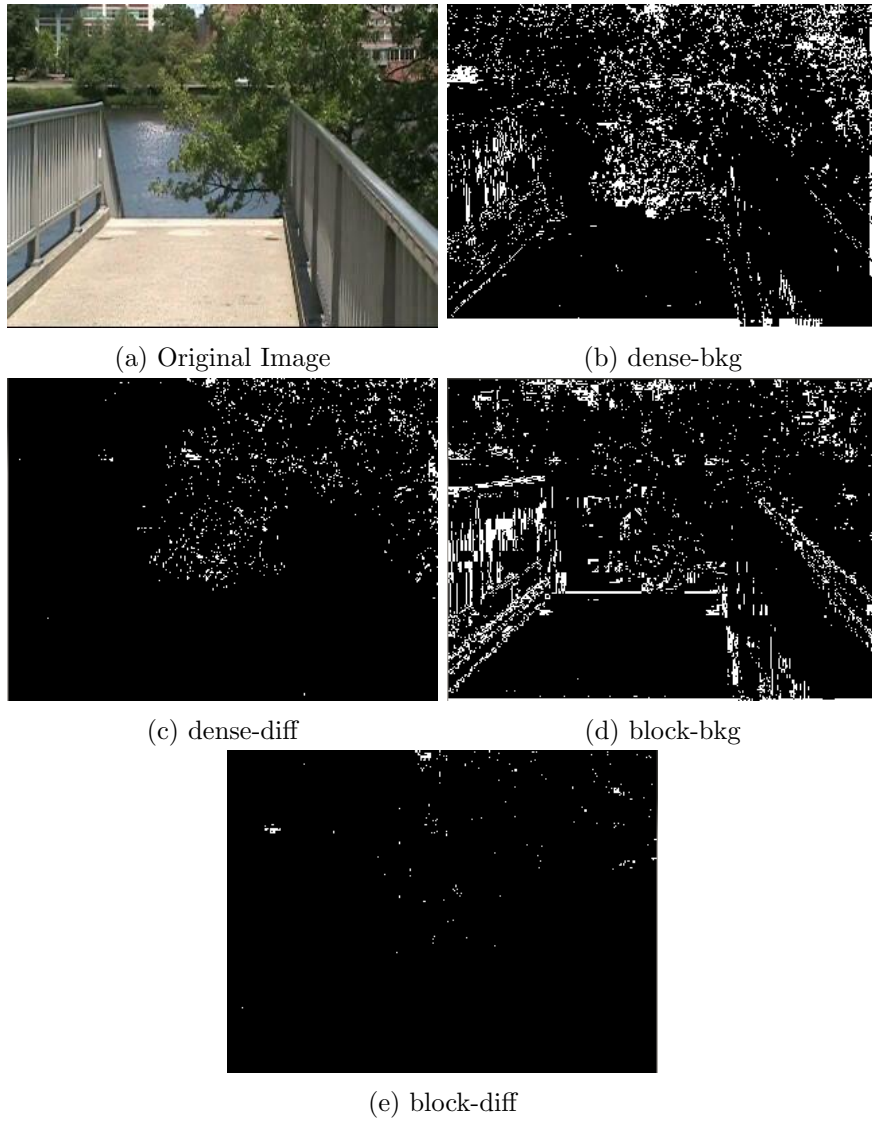 (a) Original Image
(b) dense-bkg
(c) dense-diff
(d) block-bkg
(e) block-diff